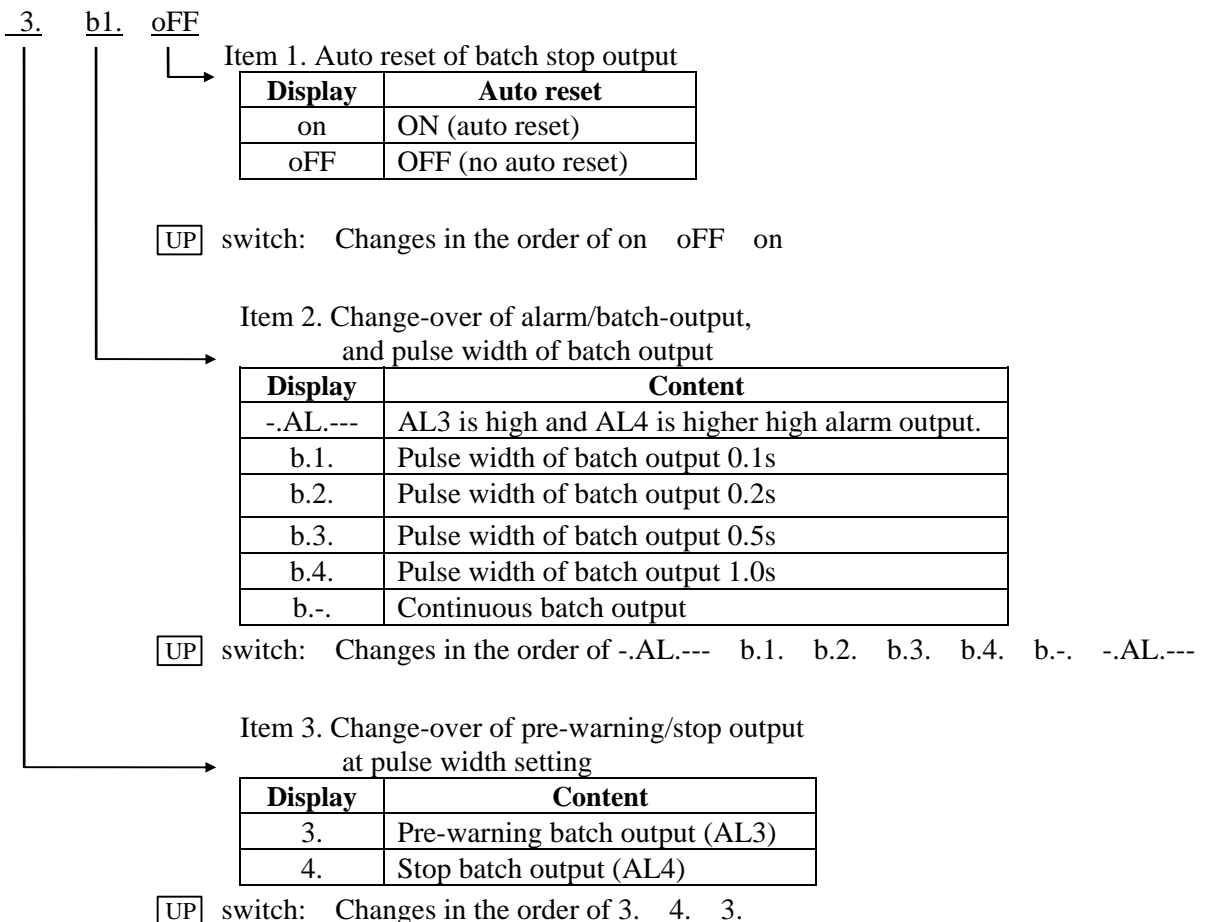 3. b1. oFF
Item 1. Auto reset of batch stop output
Display Auto reset
on ON (auto reset)
oFF OFF (no auto reset)
UP switch: Changes in the order of on oFF on
Item 2. Change-over of alarm/batch-output,
and pulse width of batch output
Display Content
-.AL.--- AL3 is high and AL4 is higher high alarm output.
b.1. Pulse width of batch output 0.1s
b.2. Pulse width of batch output 0.2s
b.3. Pulse width of batch output 0.5s
b.4. Pulse width of batch output 1.0s
b.-. Continuous batch output
UP switch: Changes in the order of -.AL.--- b.1. b.2. b.3. b.4. b.-. -.AL.---
Item 3. Change-over of pre-warning/stop output
at pulse width setting
Display Content
3. Pre-warning batch output (AL3)
4. Stop batch output (AL4)
UP switch: Changes in the order of 3. 4. 3.